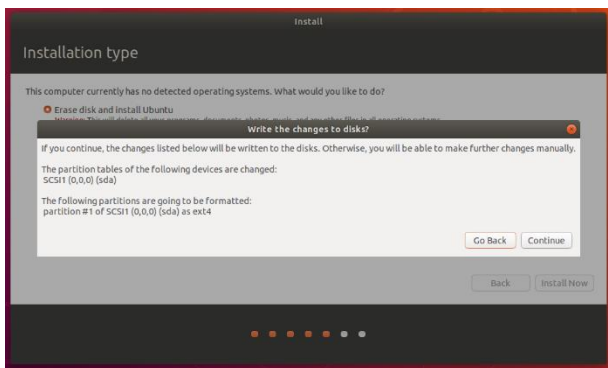 Install
Installation type
This computer currently has no detected operating systems. What would you like to do?
Erase disk and install Ubuntu
Write the changes to disks?
If you continue, the changes listed below will be written to the disks. Otherwise, you will be able to make further changes manually.
The partition tables of the following devices are changed:
SCSI1 (0,0,0) (sda)
The following partitions are going to be formatted:
partition #1 of SCSI1 (0,0,0) (sda) as ext4
Go Back Continue
Back Install Now